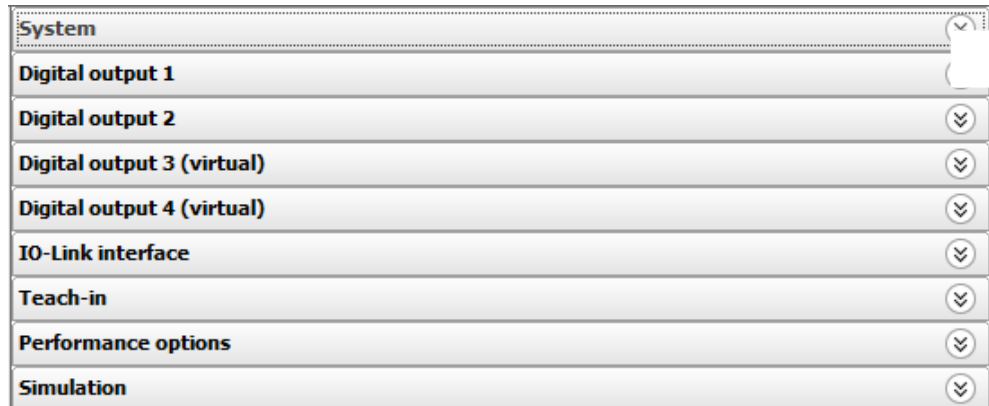 System
Digital output 1
Digital output 2
Digital output 3 (virtual)
Digital output 4 (virtual)
IO-Link interface
Teach-in
Performance options
Simulation